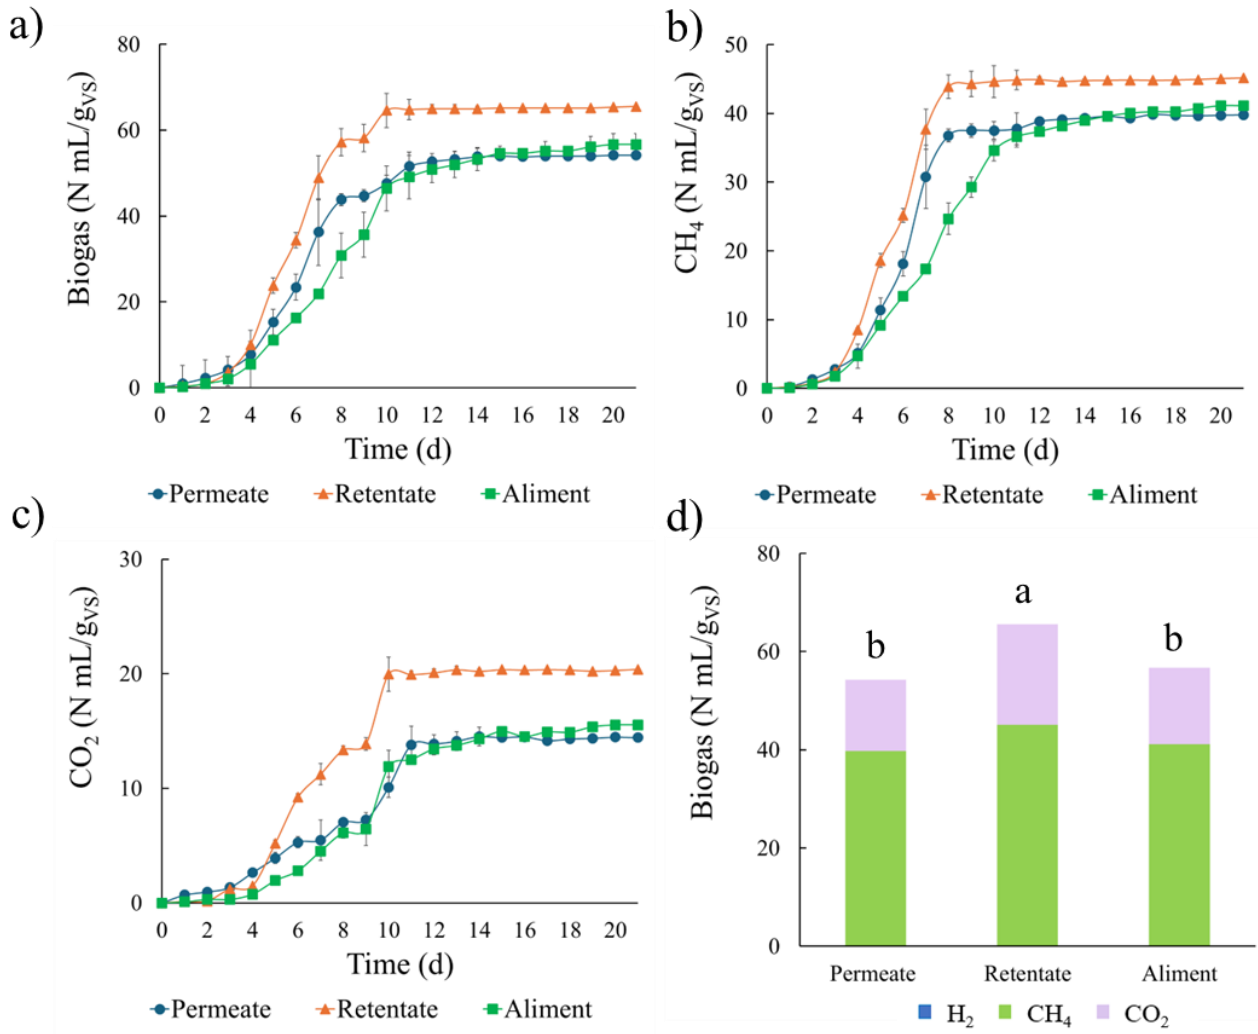 a)
80
60
40
20
0
Biogas (N mL/gVS)
0 2 4 6 8 10 12 14 16 18 20
Time (d)
Permeate Retentate Aliment
b)
50
40
30
20
10
0
CH4 (N mL/gVS)
0 2 4 6 8 10 12 14 16 18 20
Time (d)
Permeate Retentate Aliment
c)
30
20
10
0
CO2 (N mL/gVS)
0 2 4 6 8 10 12 14 16 18 20
Time (d)
Permeate Retentate Aliment
d)
80
60
40
20
0
Biogas (N mL/gVS)
b a b
Permeate Retentate Aliment
H2 CH4 CO2